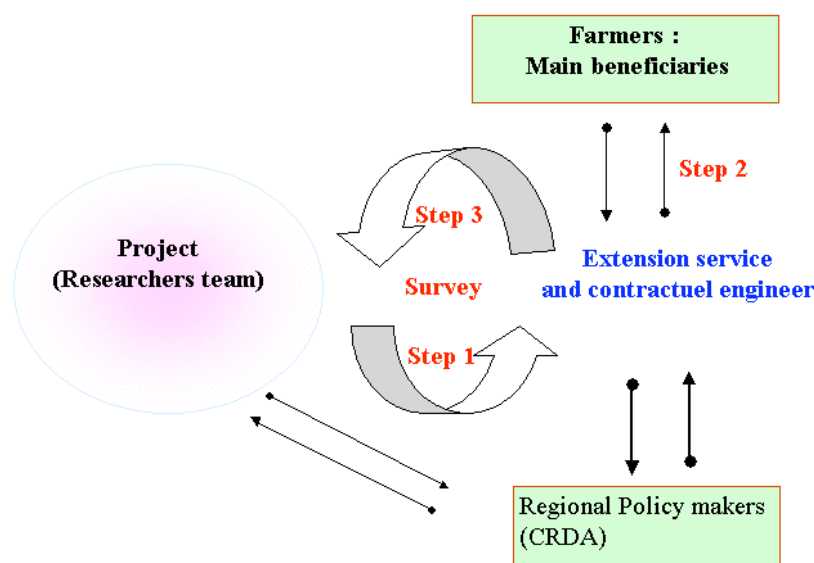 Farmers :
Main beneficiaries
Step 2
Step 3
Project
(Researchers team)
Extension service
and contractuel engineer
Survey
Step 1
Regional Policy makers
(CRDA)